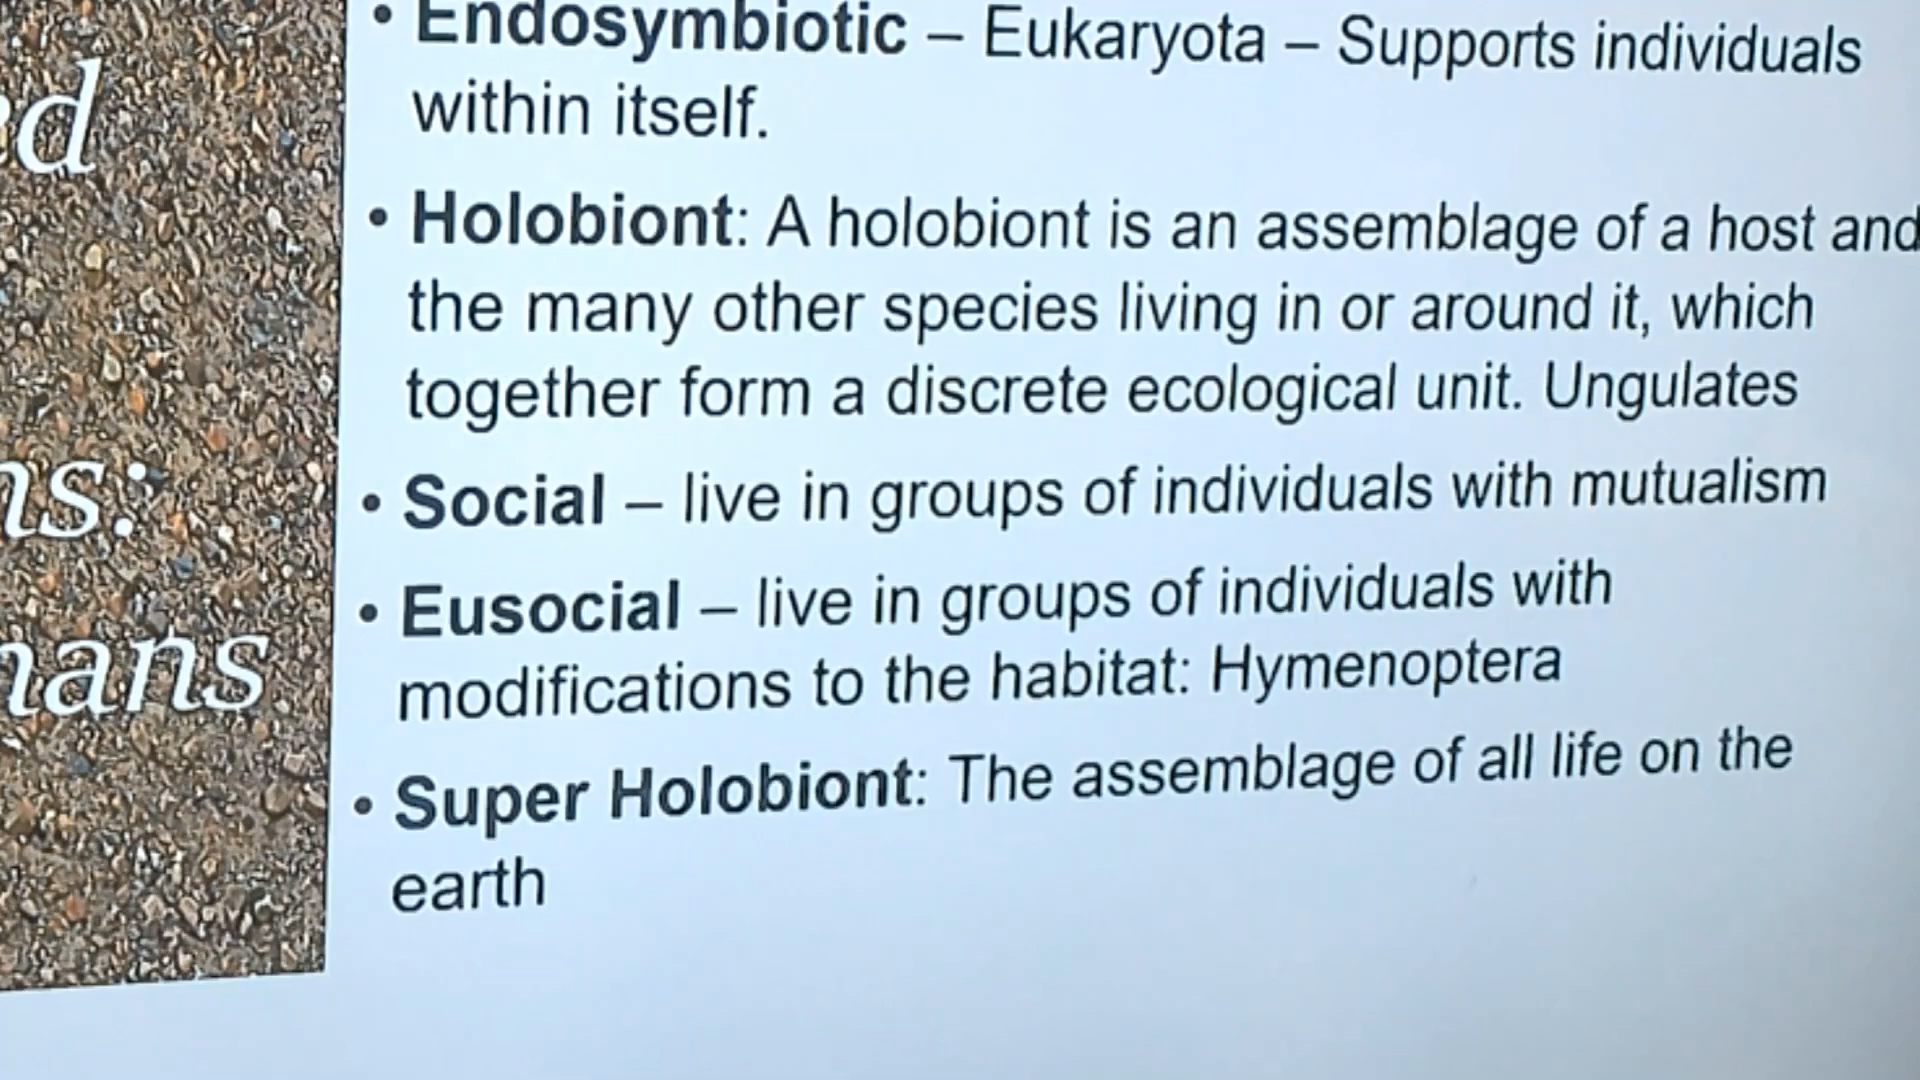 • Endosymbiotic – Eukaryota – Supports individuals
within itself.
• Holobiont: A holobiont is an assemblage of a host and
the many other species living in or around it, which
together form a discrete ecological unit. Ungulates
• Social – live in groups of individuals with mutualism
• Eusocial – live in groups of individuals with
modifications to the habitat: Hymenoptera
• Super Holobiont: The assemblage of all life on the
earth